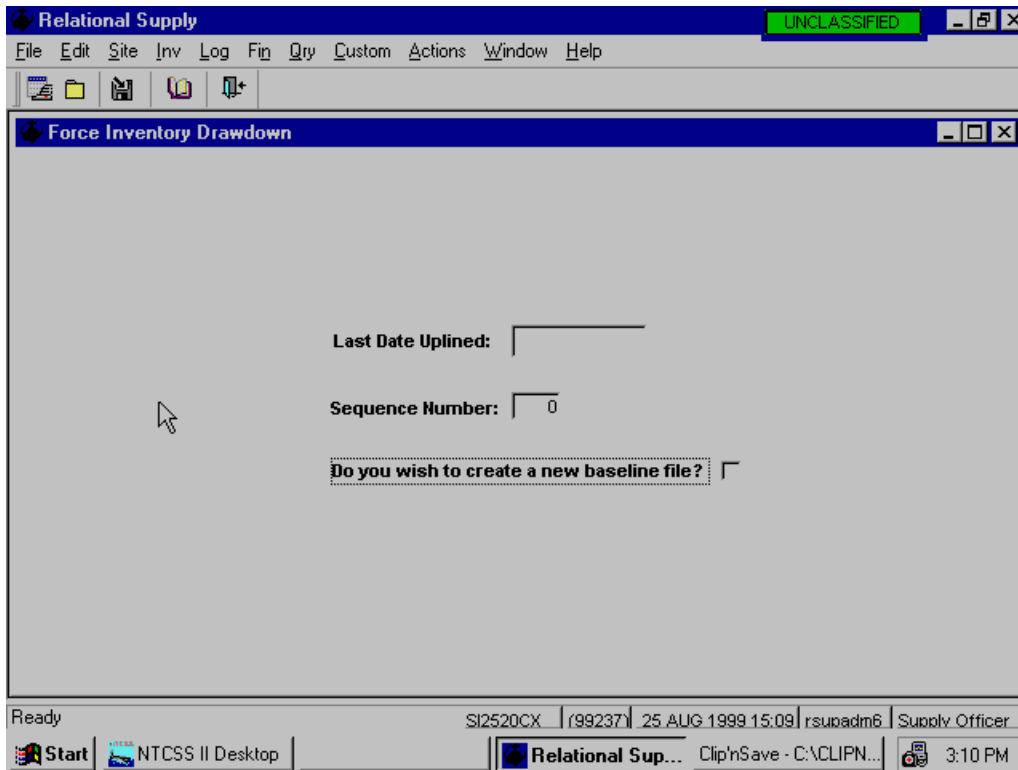 Relational Supply
UNCLASSIFIED
File Edit Site Inv Log Fin Qry Custom Actions Window Help
Force Inventory Drawdown
Last Date Uplined:
Sequence Number: 0
Do you wish to create a new baseline file?
Ready
SI2520CX (99237) 25 AUG 1999 15:09 rsupadm6 Supply Officer
Start NTCSS II Desktop Relational Sup... Clip'nSave - C:\CLIPN... 3:10 PM